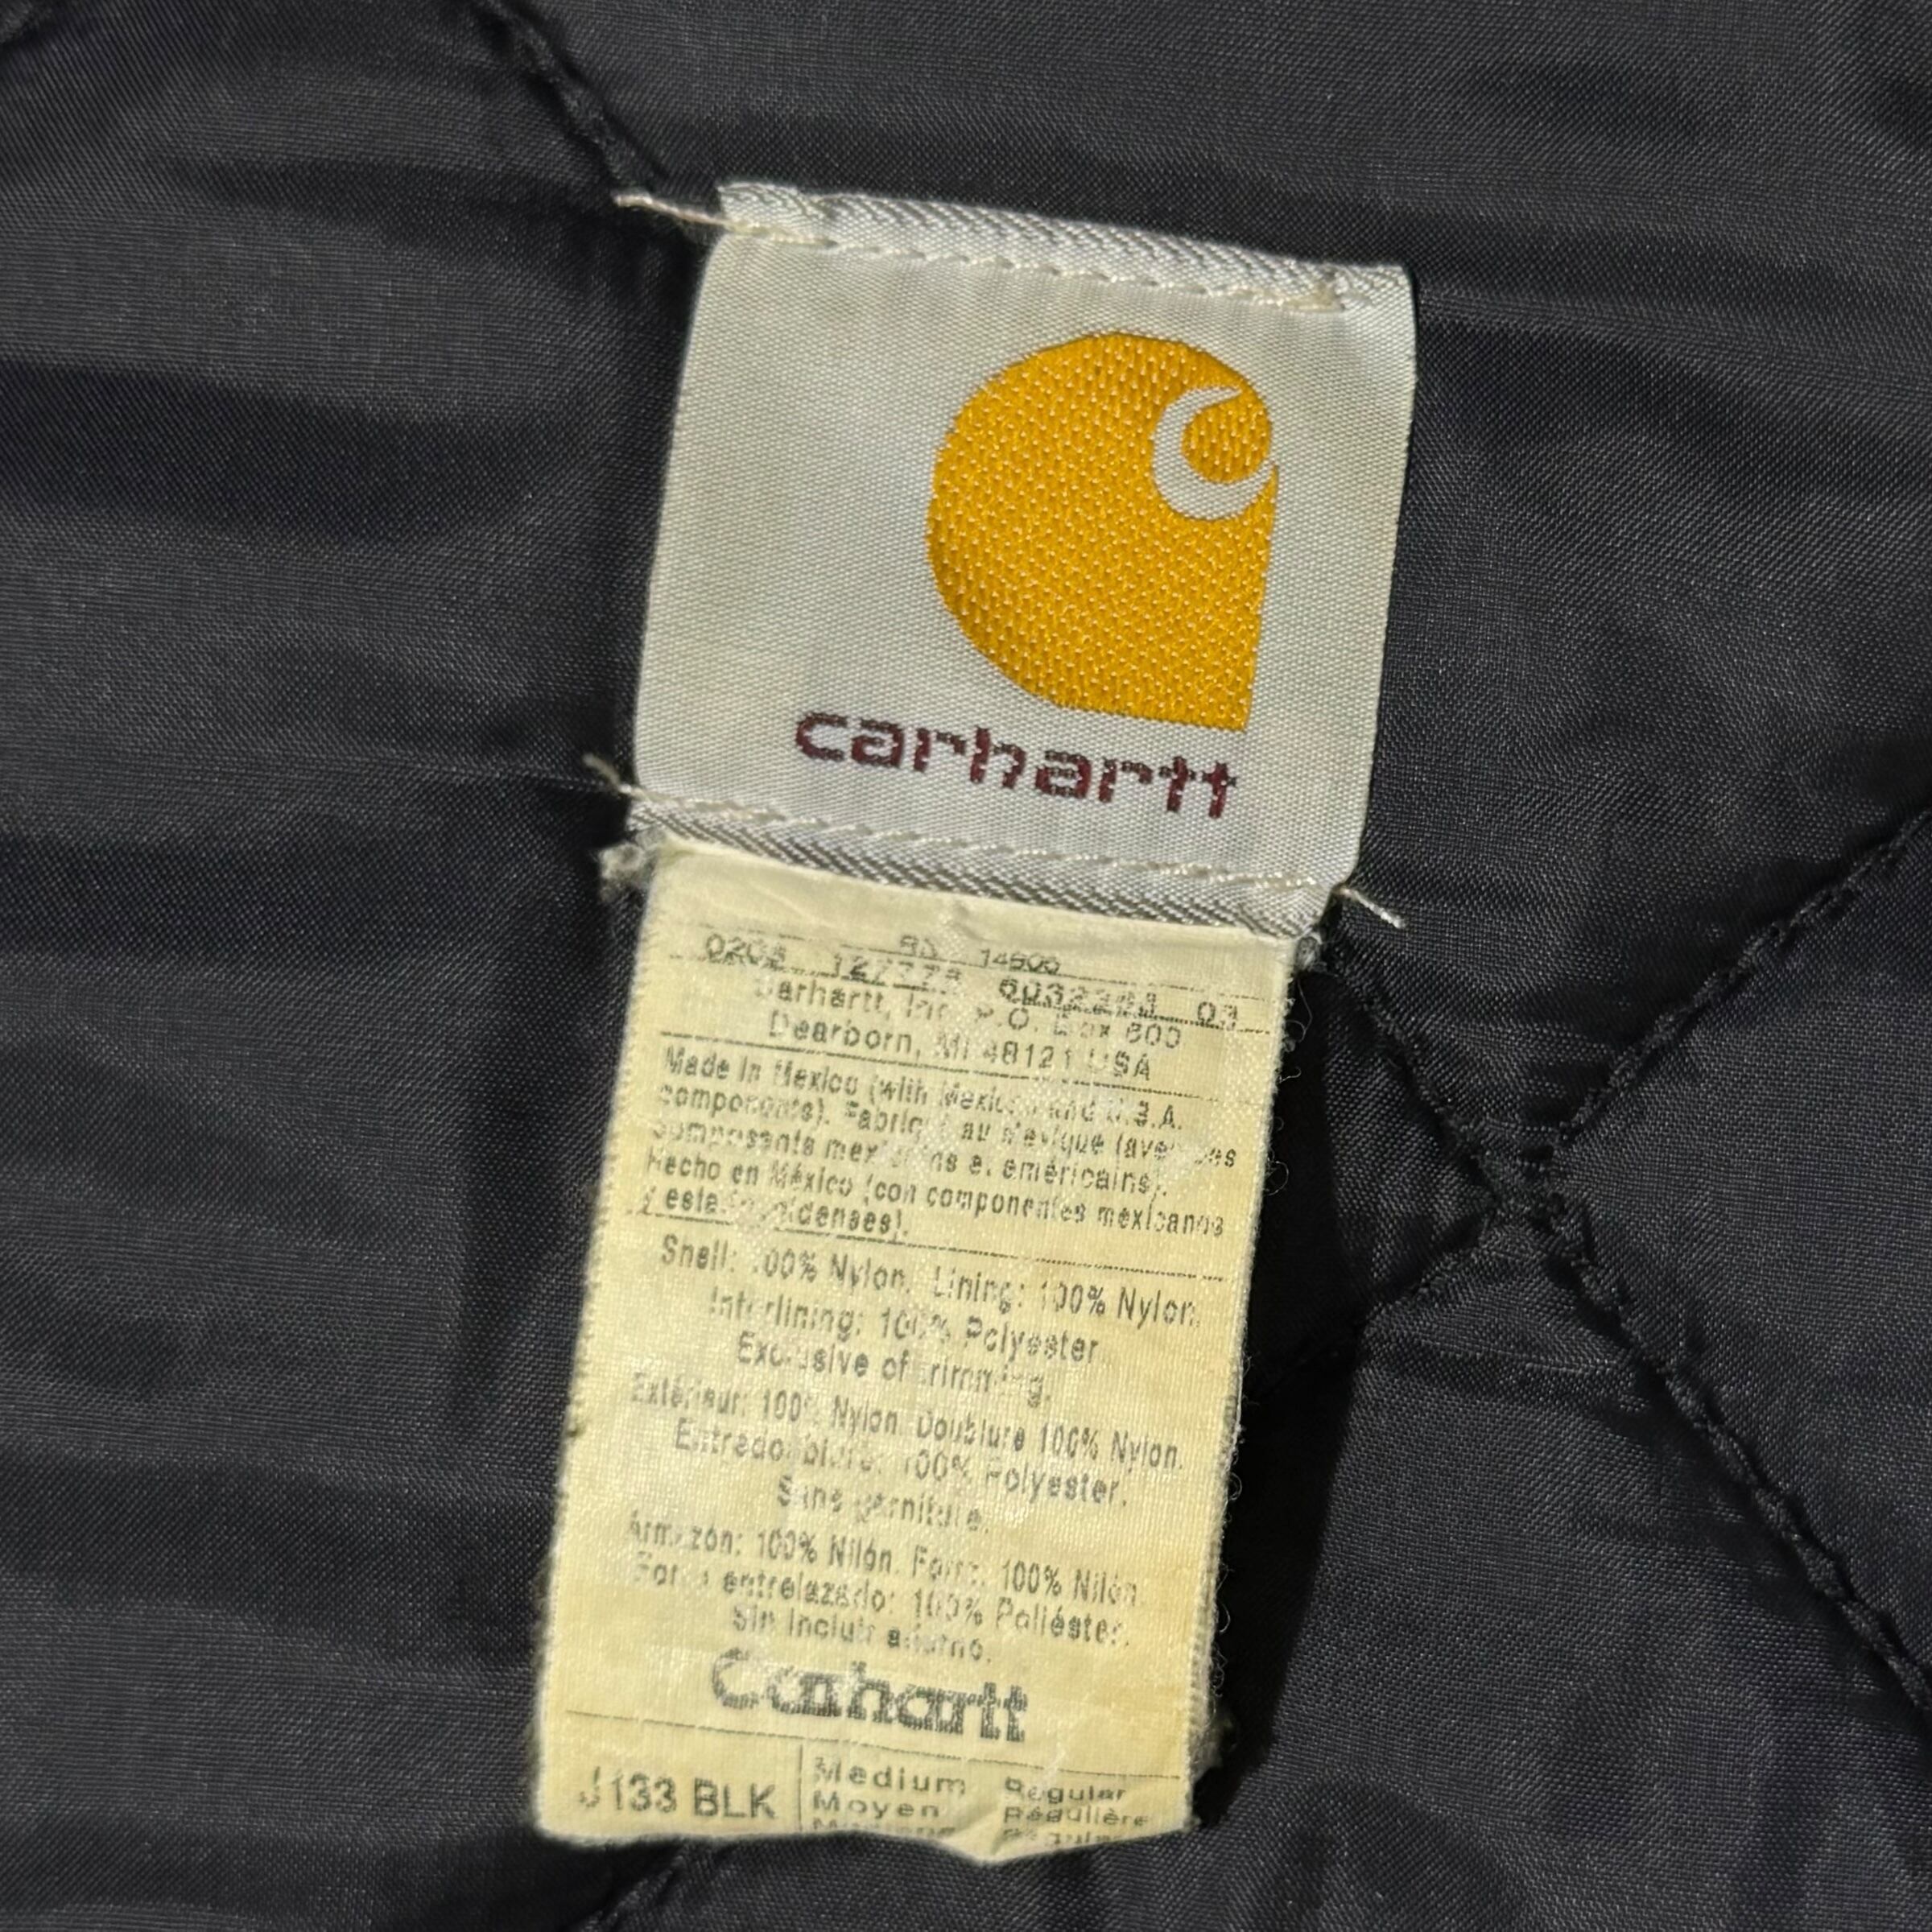 carhartt
RN 14806
Carhartt, Inc. P.O. Box 600
Dearborn, MI 48121 USA
Made in Mexico (with Mexican and U.S.A.
components). Fabriqué au Mexique (avec des
composants mexicains et américains).
Hecho en México (con componentes mexicanos
y estadounidenses).
Shell: 100% Nylon. Lining: 100% Nylon.
Interlining: 100% Polyester
Exclusive of trimming.
Extérieur: 100% Nylon. Doublure 100% Nylon.
100% Polyester.
Sans garniture.
Armazón: 100% Nilón. Forro: 100% Nilón.
Forro entrelazado: 100% Poliéster.
Sin incluir adorno.
Carhartt
J133 BLK Medium Regular
Moyen Régulière